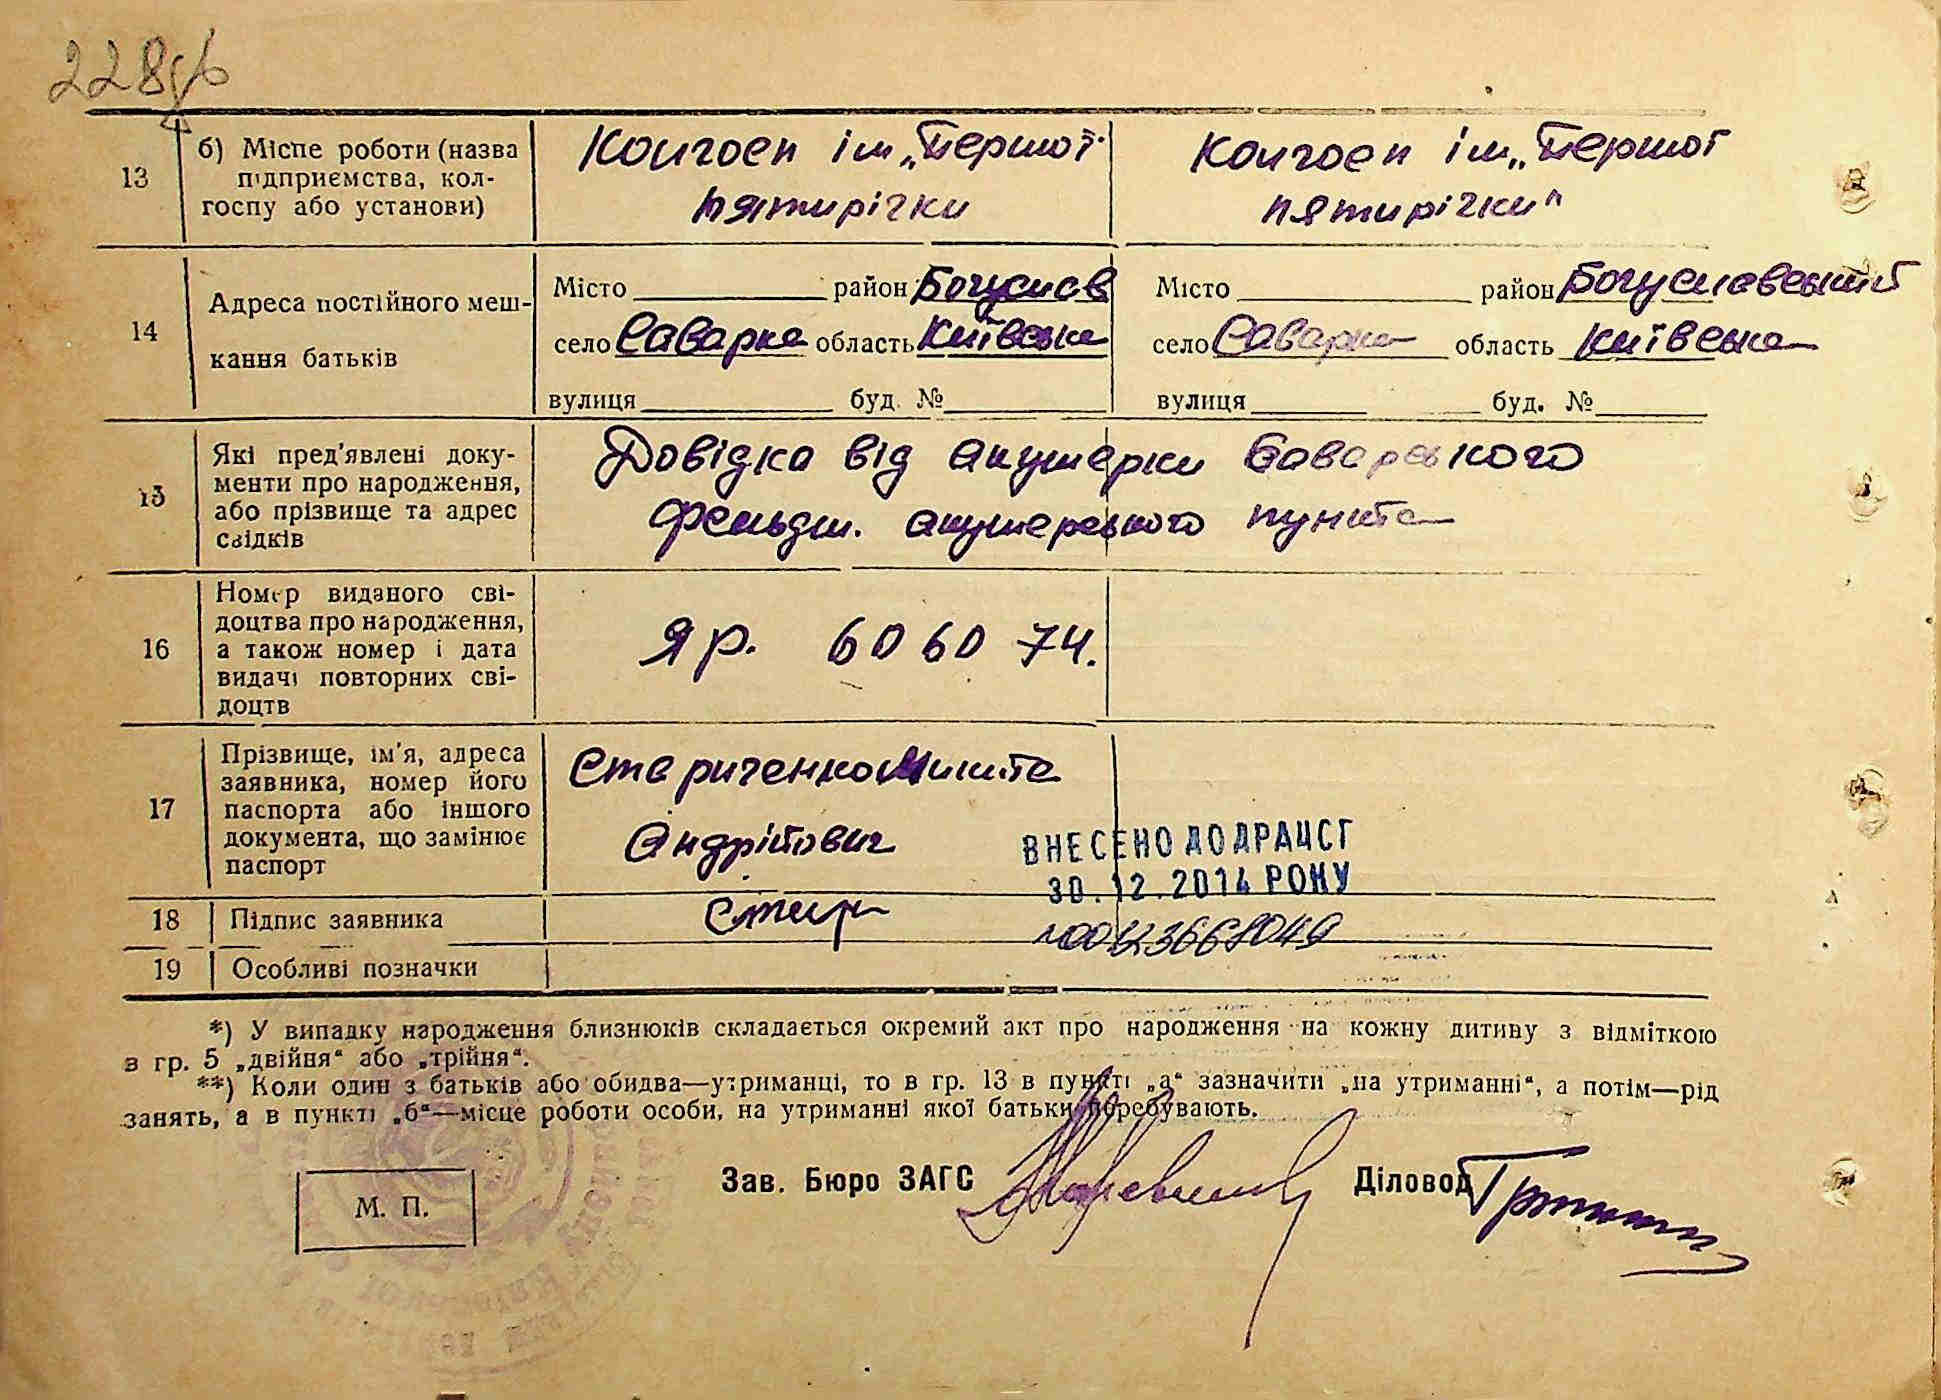 228
13 б) Місце роботи (назва підприємства, колгоспу або установи)
Колгосп ім. „Першої пятирічки
Колгосп ім. „Першої пятирічки"
14 Адреса постійного мешкання батьків
Місто район Богуслав
село Саварка область Київська
вулиця буд. №
Місто район Богуславський
село Саварка область Київська
вулиця буд. №
15 Які пред'явлені документи про народження, або прізвище та адрес свідків
Довідка від акушерки Саварського
фельдш. акушерського пункта
16 Номер виданого свідоцтва про народження, а також номер і дата видачі повторних свідоцтв
ЯР. 606074.
17 Прізвище, ім'я, адреса заявника, номер його паспорта або іншого документа, що замінює паспорт
Стариченко Микита
Андрійович
ВНЕСЕНО ДО ДРАЦСГ
30.12.2014 РОКУ
18 Підпис заявника
19 Особливі позначки
*) У випадку народження близнюків складається окремий акт про народження на кожну дитину з відміткою
в гр. 5 „двійня“ або „трійня“.
**) Коли один з батьків або обидва—утриманці, то в гр. 13 в пункті „а“ зазначити „на утриманні“, а потім—рід
занять, а в пункті „б“—місце роботи особи, на утриманні якої батьки перебувають.
М. П.
Зав. Бюро ЗАГС
Діловод